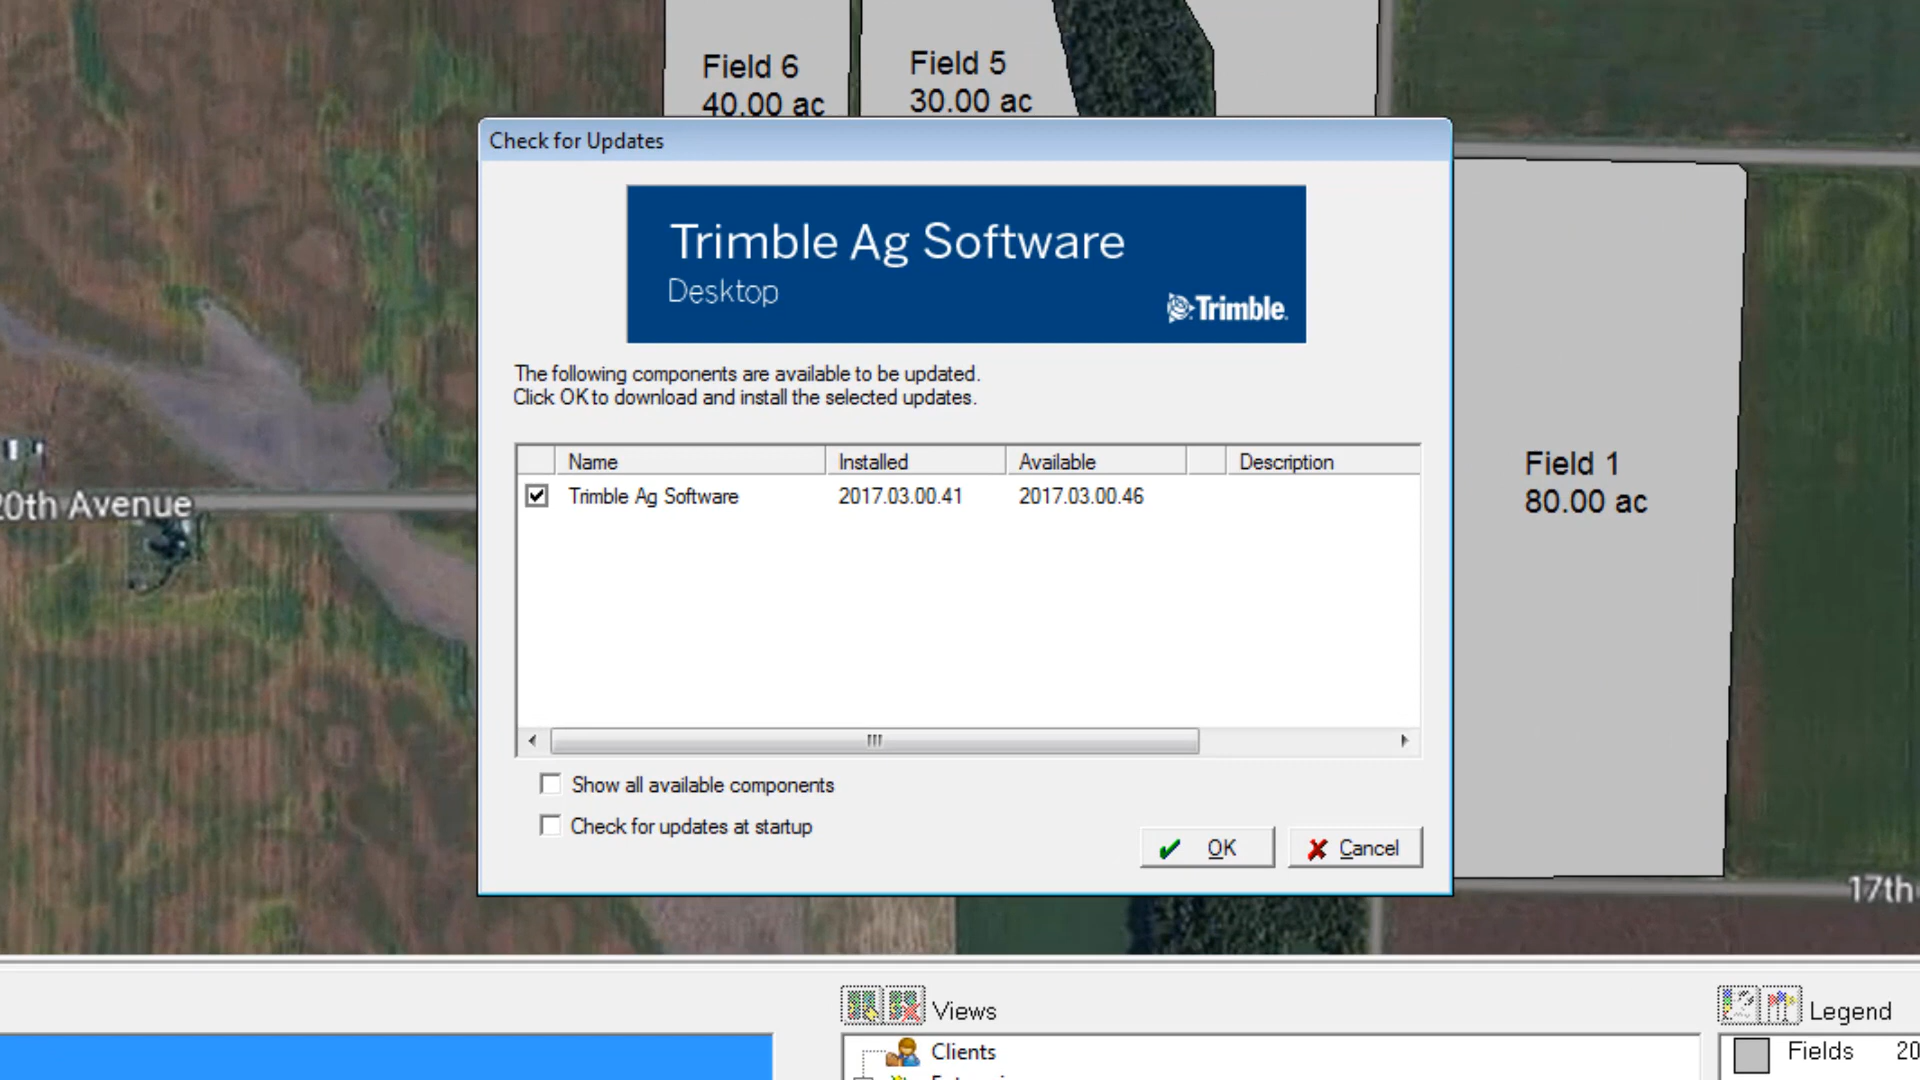 Field 6
40.00 ac
Field 5
30.00 ac
Check for Updates
Trimble Ag Software
Desktop
Trimble.
The following components are available to be updated.
Click OK to download and install the selected updates.
Name Installed Available Description
Trimble Ag Software 2017.03.00.41 2017.03.00.46
Field 1
80.00 ac
20th Avenue
Show all available components
Check for updates at startup
OK
Cancel
17th
Views
Legend
Clients
Fields 20